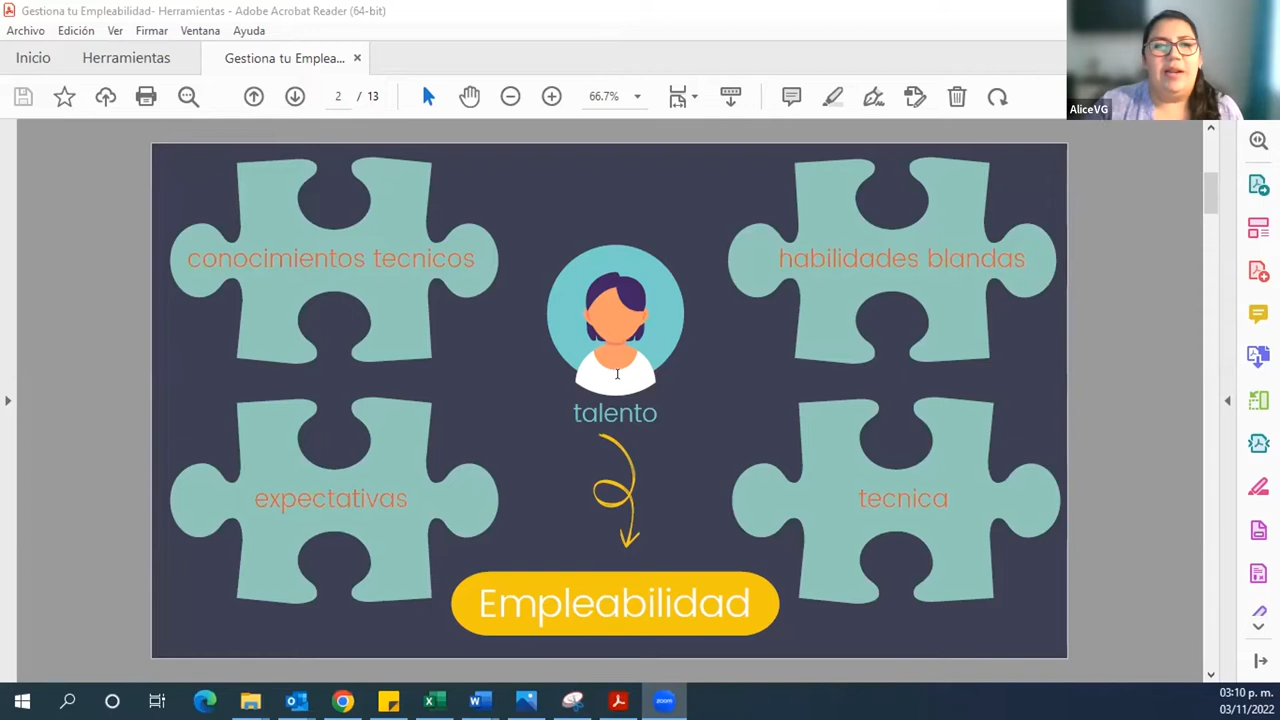 Gestiona tu Empleabilidad- Herramientas - Adobe Acrobat Reader (64-bit)
Archivo Edición Ver Firmar Ventana Ayuda
Inicio Herramientas Gestiona tu Emplea... ×
2 / 13 66.7%
AliceVG
conocimientos tecnicos
habilidades blandas
talento
expectativas
tecnica
Empleabilidad
zoom
03:10 p. m.
03/11/2022